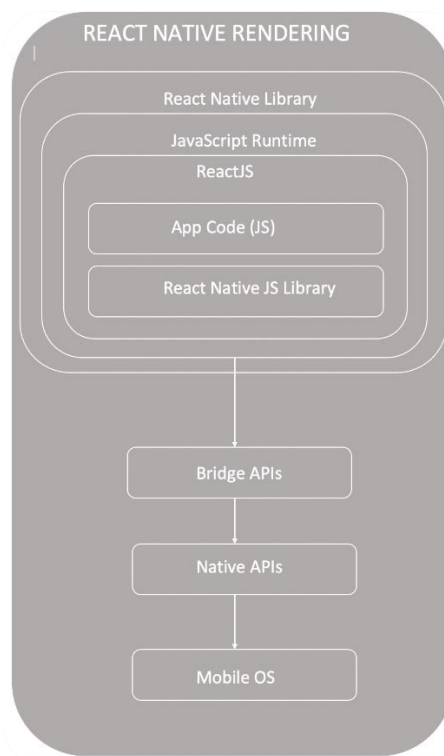 REACT NATIVE RENDERING
React Native Library
JavaScript Runtime
ReactJS
App Code (JS)
React Native JS Library
Bridge APIs
Native APIs
Mobile OS